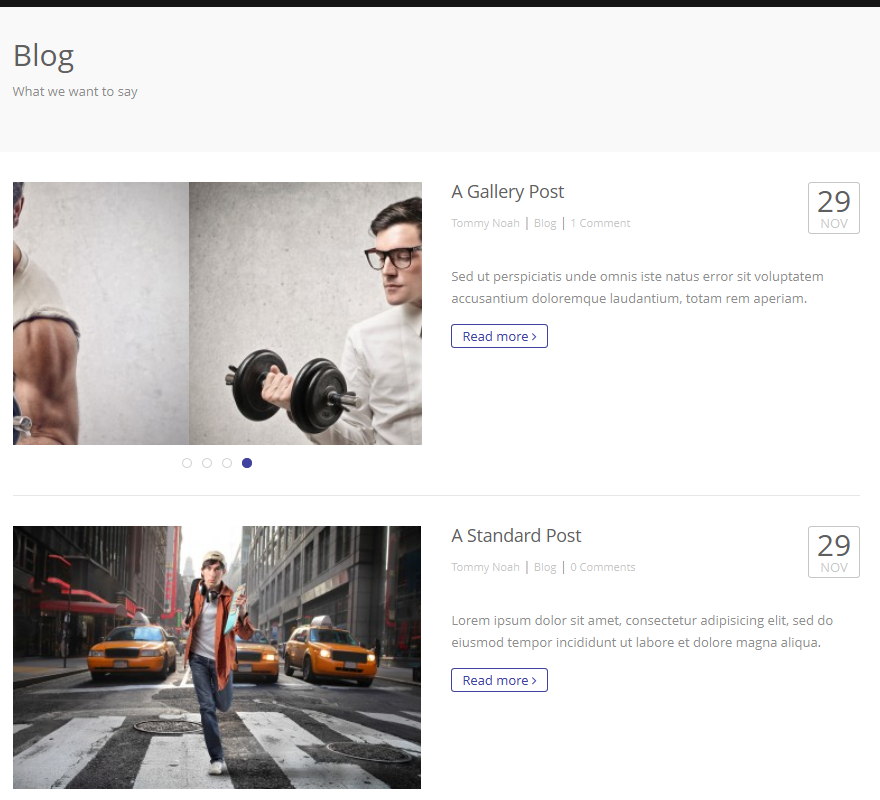 Blog
What we want to say
A Gallery Post
29
NOV
Tommy Noah | Blog | 1 Comment
Sed ut perspiciatis unde omnis iste natus error sit voluptatem
accusantium doloremque laudantium, totam rem aperiam.
Read more ›
A Standard Post
29
NOV
Tommy Noah | Blog | 0 Comments
Lorem ipsum dolor sit amet, consectetur adipisicing elit, sed do
eiusmod tempor incididunt ut labore et dolore magna aliqua.
Read more ›